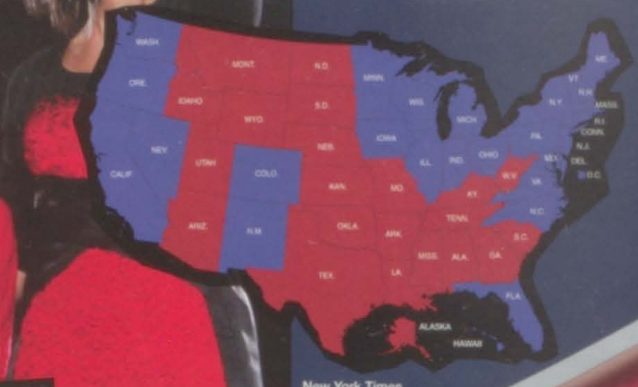 WASH.
ORE.
CALIF.
NEV.
IDAHO
MONT.
WYO.
UTAH
ARIZ.
COLO.
N.M.
N.D.
S.D.
NEB.
KAN.
OKLA.
TEX.
MINN.
IOWA
MO.
ARK.
LA.
WIS.
ILL.
MICH.
IND.
OHIO
KY.
TENN.
MISS.
ALA.
GA.
FLA.
S.C.
N.C.
VA.
W.V.
PA.
N.Y.
VT.
N.H.
ME.
MASS.
R.I.
CONN.
N.J.
DEL.
MD.
D.C.
ALASKA
HAWAII
New York Times